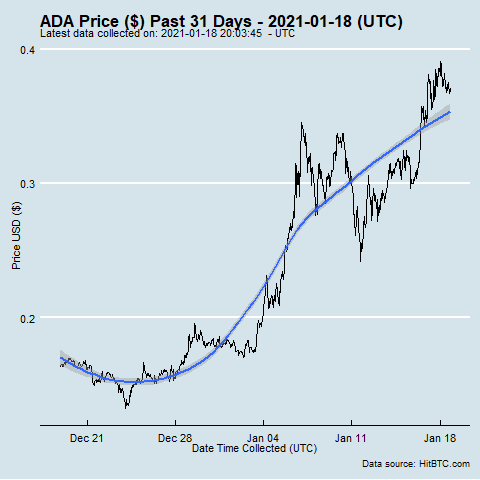 ADA Price ($) Past 31 Days - 2021-01-18 (UTC)
Latest data collected on: 2021-01-18 20:03:45 - UTC
0.4
0.3
0.2
Price USD ($)
Dec 21 Dec 28 Jan 04 Jan 11 Jan 18
Date Time Collected (UTC)
Data source: HitBTC.com